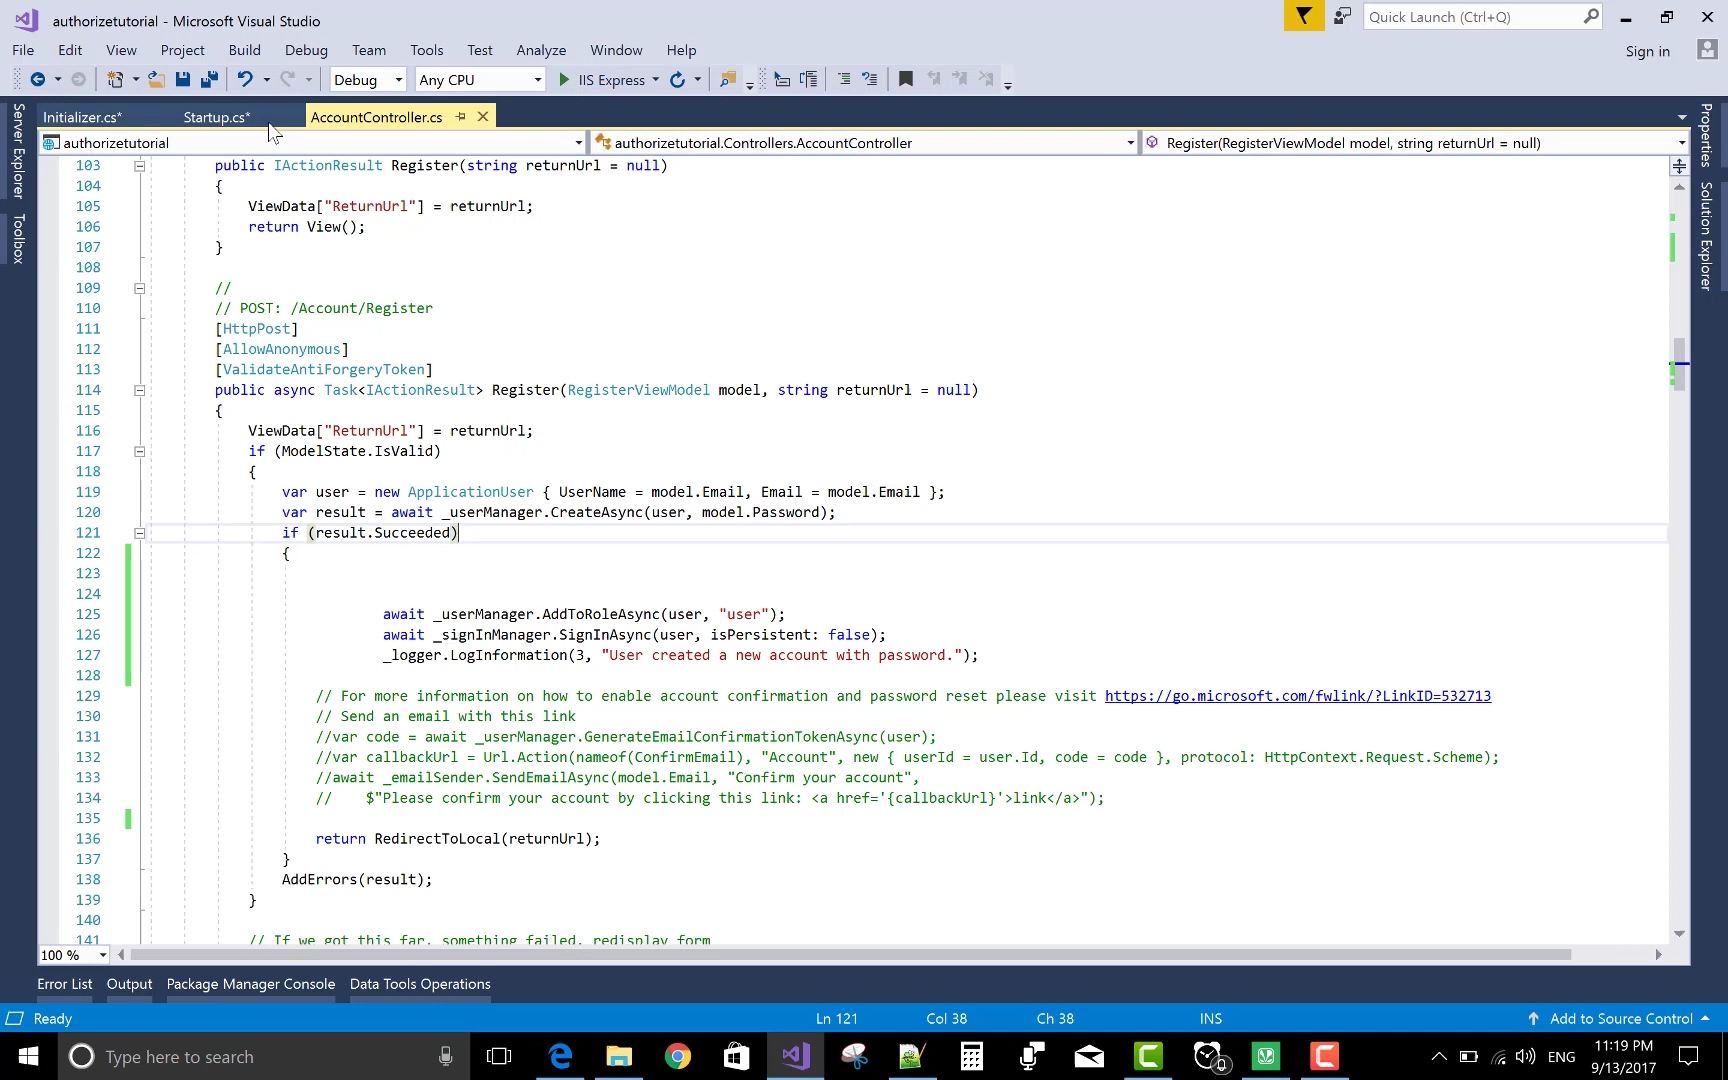 authorizetutorial - Microsoft Visual Studio
Quick Launch (Ctrl+Q)
File Edit View Project Build Debug Team Tools Test Analyze Window Help
Sign in
Debug Any CPU IIS Express
Server Explorer
Toolbox
Initializer.cs* Startup.cs* AccountController.cs
authorizetutorial authorizetutorial.Controllers.AccountController Register(RegisterViewModel model, string returnUrl = null)
103 public IActionResult Register(string returnUrl = null)
104 {
105 ViewData["ReturnUrl"] = returnUrl;
106 return View();
107 }
108
109 //
110 // POST: /Account/Register
111 [HttpPost]
112 [AllowAnonymous]
113 [ValidateAntiForgeryToken]
114 public async Task<IActionResult> Register(RegisterViewModel model, string returnUrl = null)
115 {
116 ViewData["ReturnUrl"] = returnUrl;
117 if (ModelState.IsValid)
118 {
119 var user = new ApplicationUser { UserName = model.Email, Email = model.Email };
120 var result = await _userManager.CreateAsync(user, model.Password);
121 if (result.Succeeded)
122 {
123
124
125 await _userManager.AddToRoleAsync(user, "user");
126 await _signInManager.SignInAsync(user, isPersistent: false);
127 _logger.LogInformation(3, "User created a new account with password.");
128
129 // For more information on how to enable account confirmation and password reset please visit https://go.microsoft.com/fwlink/?LinkID=532713
130 // Send an email with this link
131 //var code = await _userManager.GenerateEmailConfirmationTokenAsync(user);
132 //var callbackUrl = Url.Action(nameof(ConfirmEmail), "Account", new { userId = user.Id, code = code }, protocol: HttpContext.Request.Scheme);
133 //await _emailSender.SendEmailAsync(model.Email, "Confirm your account",
134 // $"Please confirm your account by clicking this link: <a href='{callbackUrl}'>link</a>");
135
136 return RedirectToLocal(returnUrl);
137 }
138 AddErrors(result);
139 }
140
141 // If we got this far, something failed, redisplay form
Properties
Solution Explorer
100 %
Error List Output Package Manager Console Data Tools Operations
Ready Ln 121 Col 38 Ch 38 INS Add to Source Control
Type here to search
ENG
11:19 PM
9/13/2017